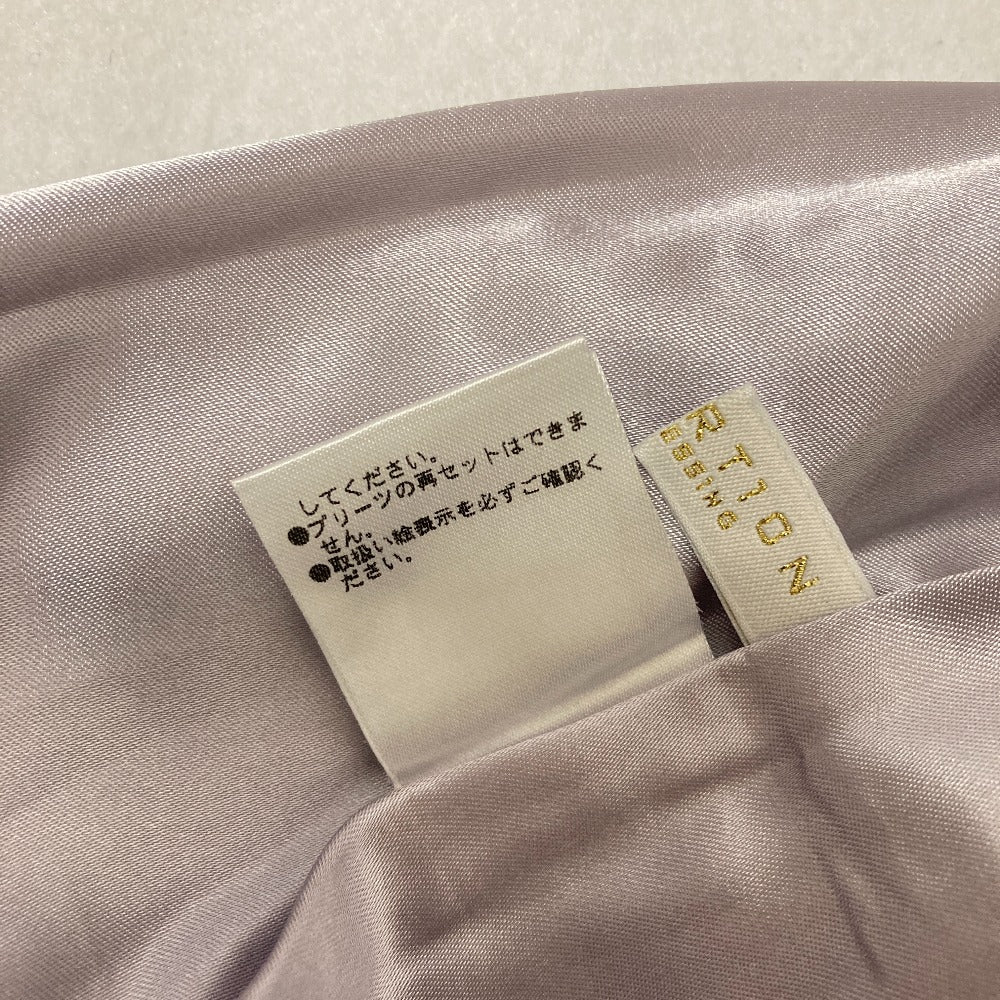 してください。
●プリーツの再セットはできま
せん。
●取扱い絵表示を必ずご確認く
ださい。
RTION
ESSING